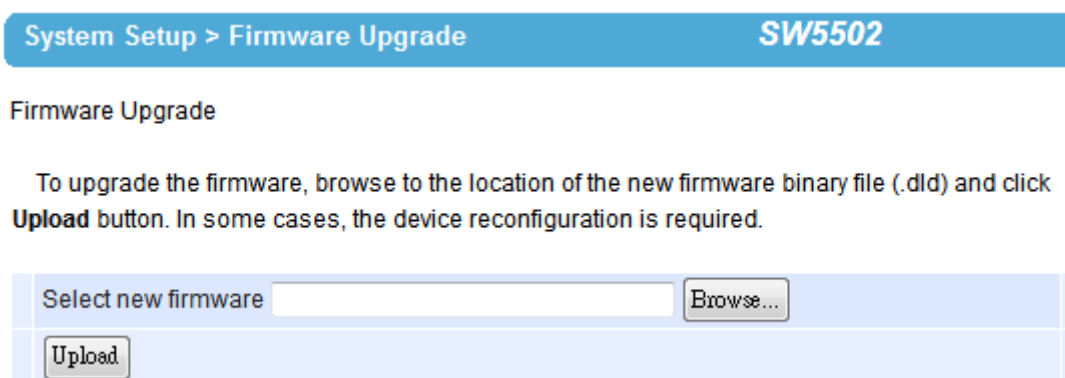 System Setup > Firmware Upgrade SW5502
Firmware Upgrade
To upgrade the firmware, browse to the location of the new firmware binary file (.dld) and click
Upload button. In some cases, the device reconfiguration is required.
Select new firmware Browse...
Upload